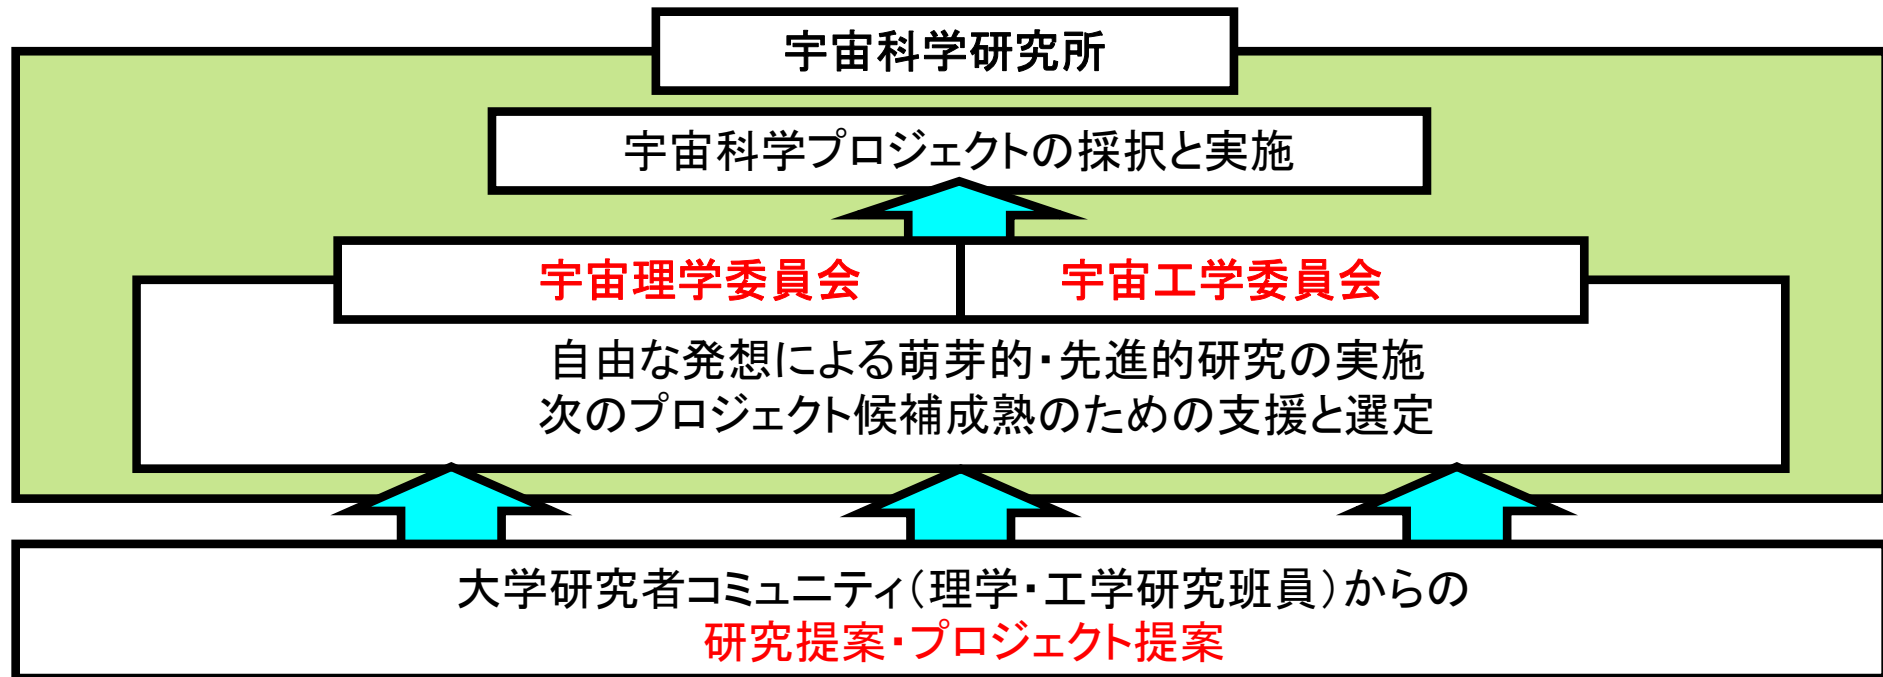 宇宙科学研究所
宇宙科学プロジェクトの採択と実施
宇宙理学委員会
宇宙工学委員会
自由な発想による萌芽的・先進的研究の実施
次のプロジェクト候補成熟のための支援と選定
大学研究者コミュニティ(理学・工学研究班員)からの
研究提案・プロジェクト提案